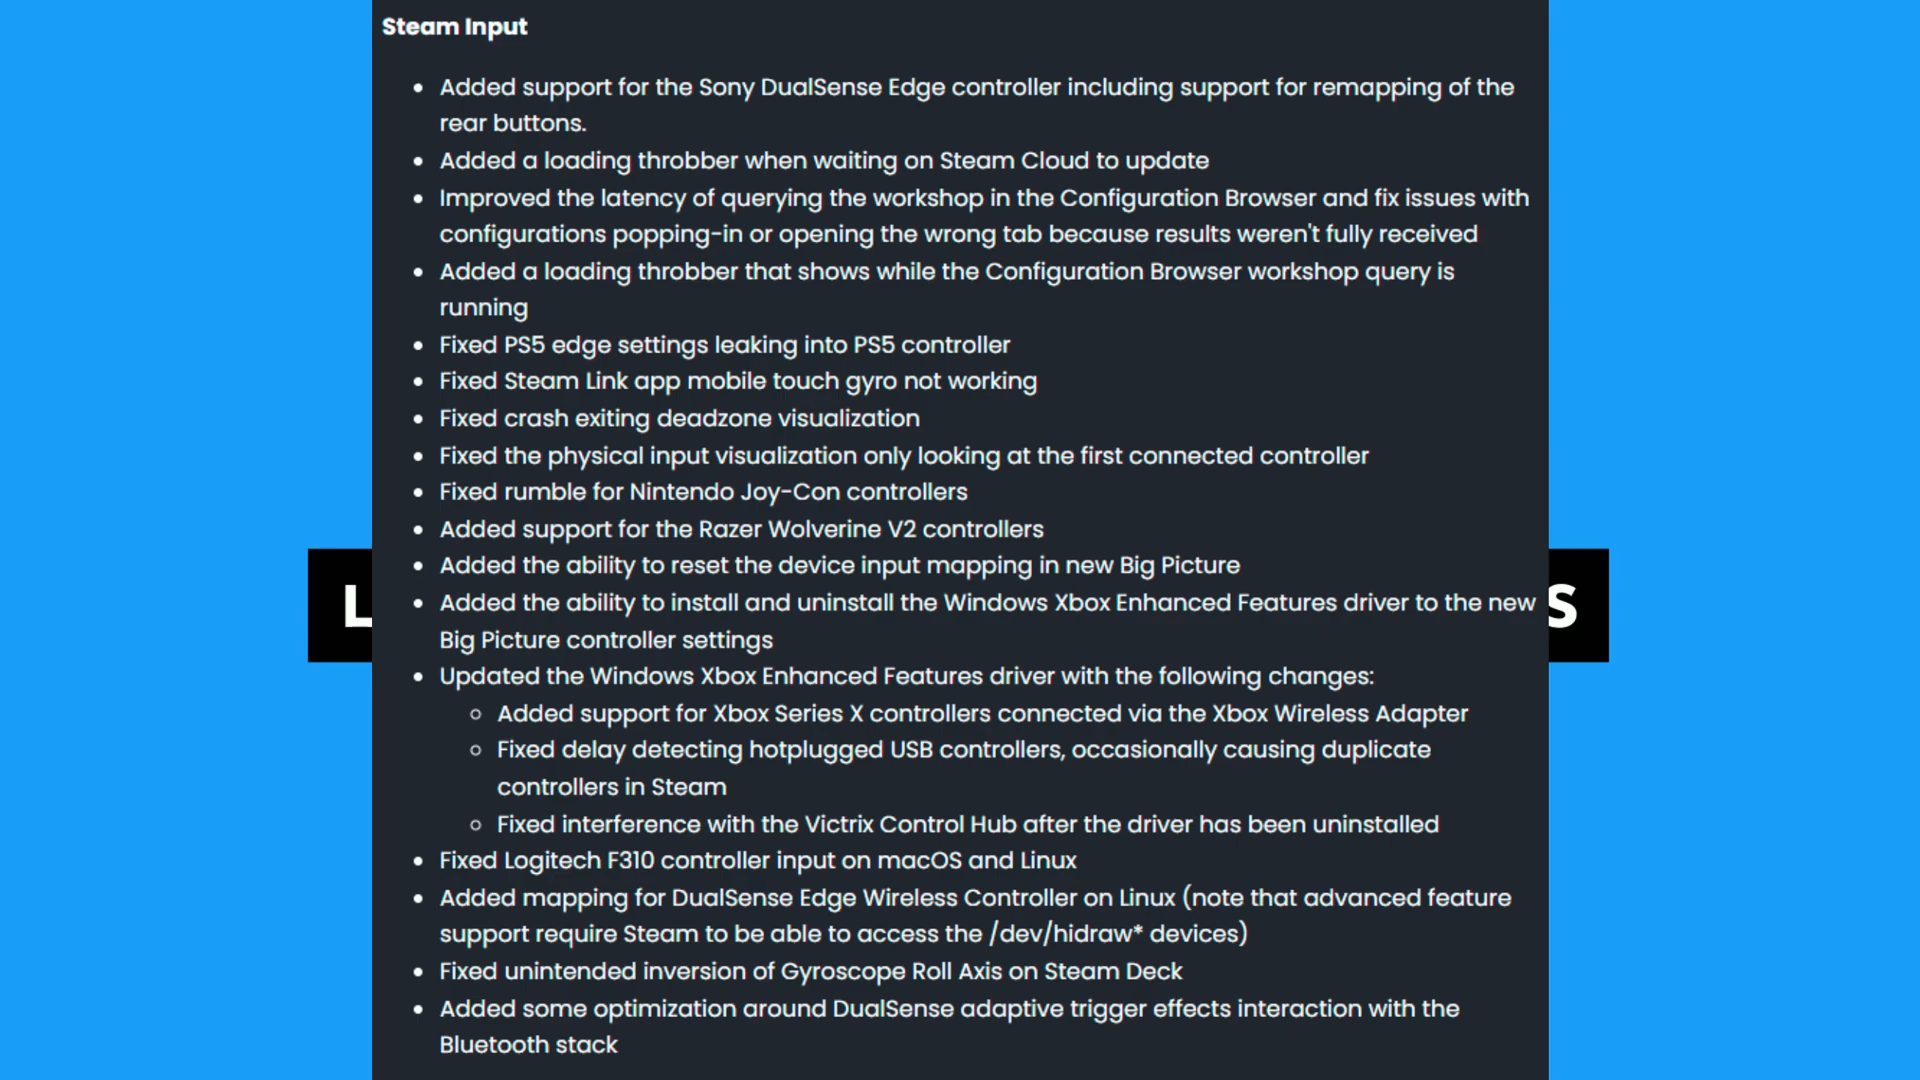 Steam Input
Added support for the Sony DualSense Edge controller including support for remapping of the
rear buttons.
Added a loading throbber when waiting on Steam Cloud to update
Improved the latency of querying the workshop in the Configuration Browser and fix issues with
configurations popping-in or opening the wrong tab because results weren't fully received
Added a loading throbber that shows while the Configuration Browser workshop query is
running
Fixed PS5 edge settings leaking into PS5 controller
Fixed Steam Link app mobile touch gyro not working
Fixed crash exiting deadzone visualization
Fixed the physical input visualization only looking at the first connected controller
Fixed rumble for Nintendo Joy-Con controllers
Added support for the Razer Wolverine V2 controllers
Added the ability to reset the device input mapping in new Big Picture
Added the ability to install and uninstall the Windows Xbox Enhanced Features driver to the new
Big Picture controller settings
Updated the Windows Xbox Enhanced Features driver with the following changes:
Added support for Xbox Series X controllers connected via the Xbox Wireless Adapter
Fixed delay detecting hotplugged USB controllers, occasionally causing duplicate
controllers in Steam
Fixed interference with the Victrix Control Hub after the driver has been uninstalled
Fixed Logitech F310 controller input on macOS and Linux
Added mapping for DualSense Edge Wireless Controller on Linux (note that advanced feature
support require Steam to be able to access the /dev/hidraw* devices)
Fixed unintended inversion of Gyroscope Roll Axis on Steam Deck
Added some optimization around DualSense adaptive trigger effects interaction with the
Bluetooth stack